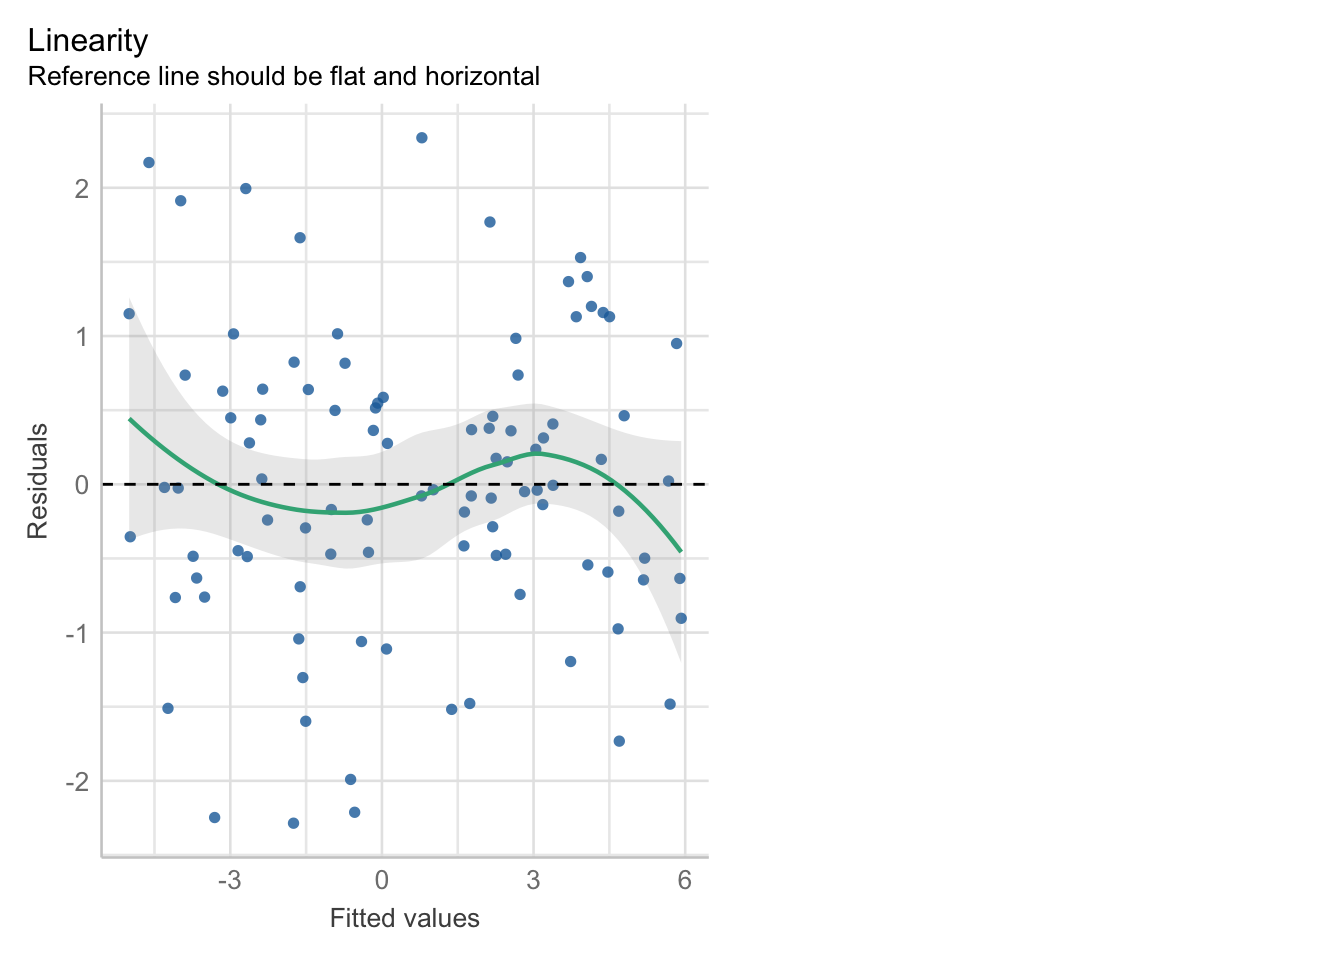 Linearity
Reference line should be flat and horizontal
2
1
0
-1
-2
Residuals
-3 0 3 6
Fitted values